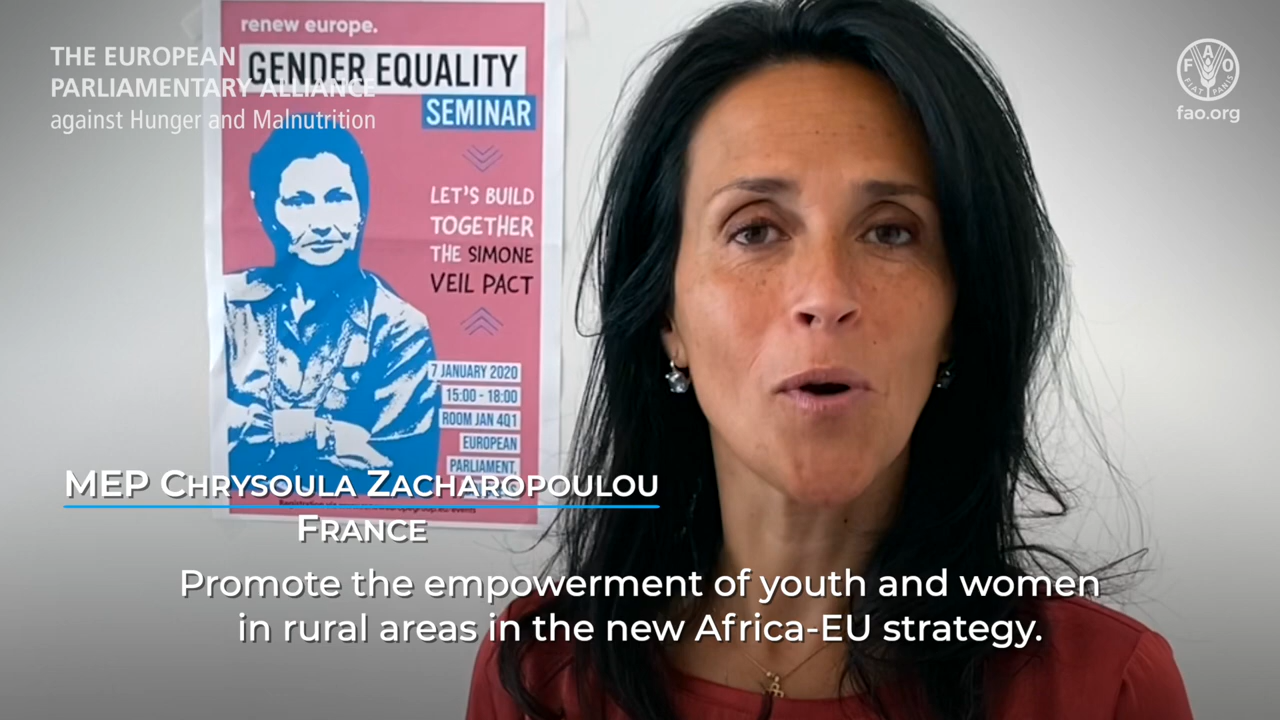 THE EUROPEAN
PARLIAMENTARY ALLIANCE
against Hunger and Malnutrition
renew europe.
GENDER EQUALITY
SEMINAR
LET'S BUILD
TOGETHER
THE SIMONE
VEIL PACT
7 JANUARY 2020
15:00 - 18:00
ROOM JAN 4Q1
EUROPEAN
PARLIAMENT,
FAO
FIAT PANIS
fao.org
MEP CHRYSOULA ZACHAROPOULOU
FRANCE
Promote the empowerment of youth and women
in rural areas in the new Africa-EU strategy.